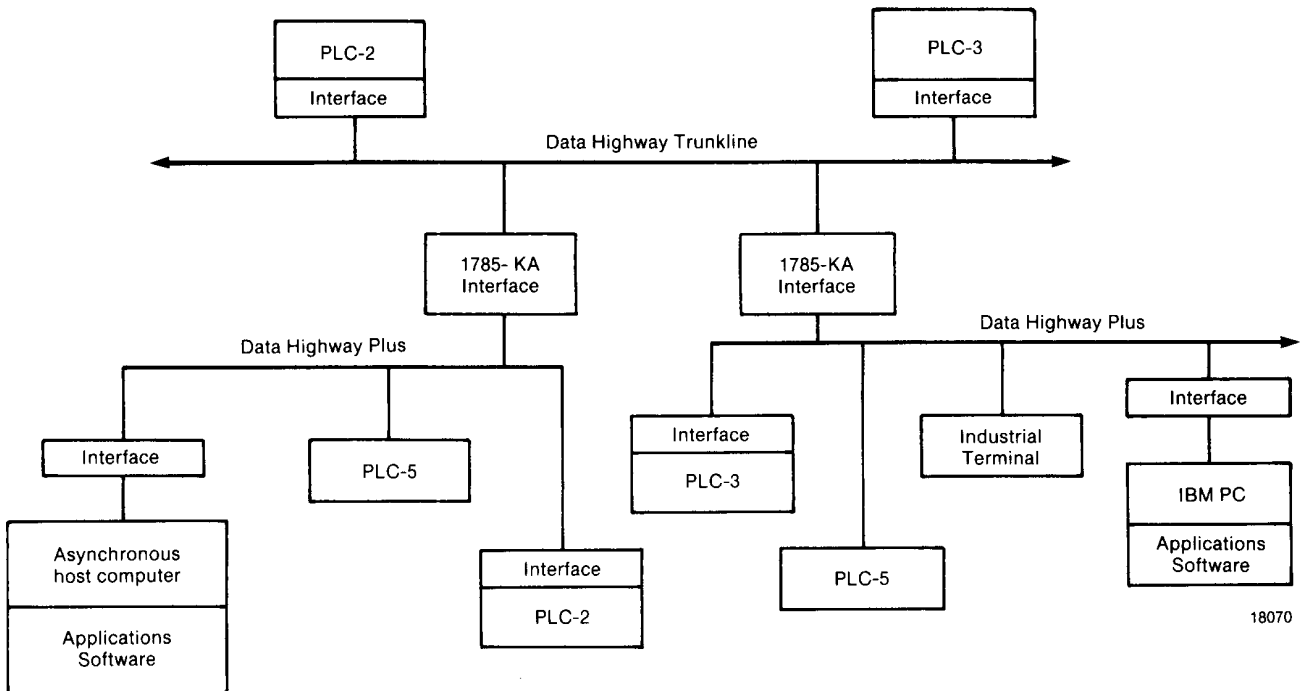 PLC-2
Interface
PLC-3
Interface
Data Highway Trunkline
1785- KA
Interface
1785-KA
Interface
Data Highway Plus
Data Highway Plus
Interface
Asynchronous
host computer
Applications
Software
PLC-5
Interface
PLC-2
Interface
PLC-3
PLC-5
Industrial
Terminal
Interface
IBM PC
Applications
Software
18070